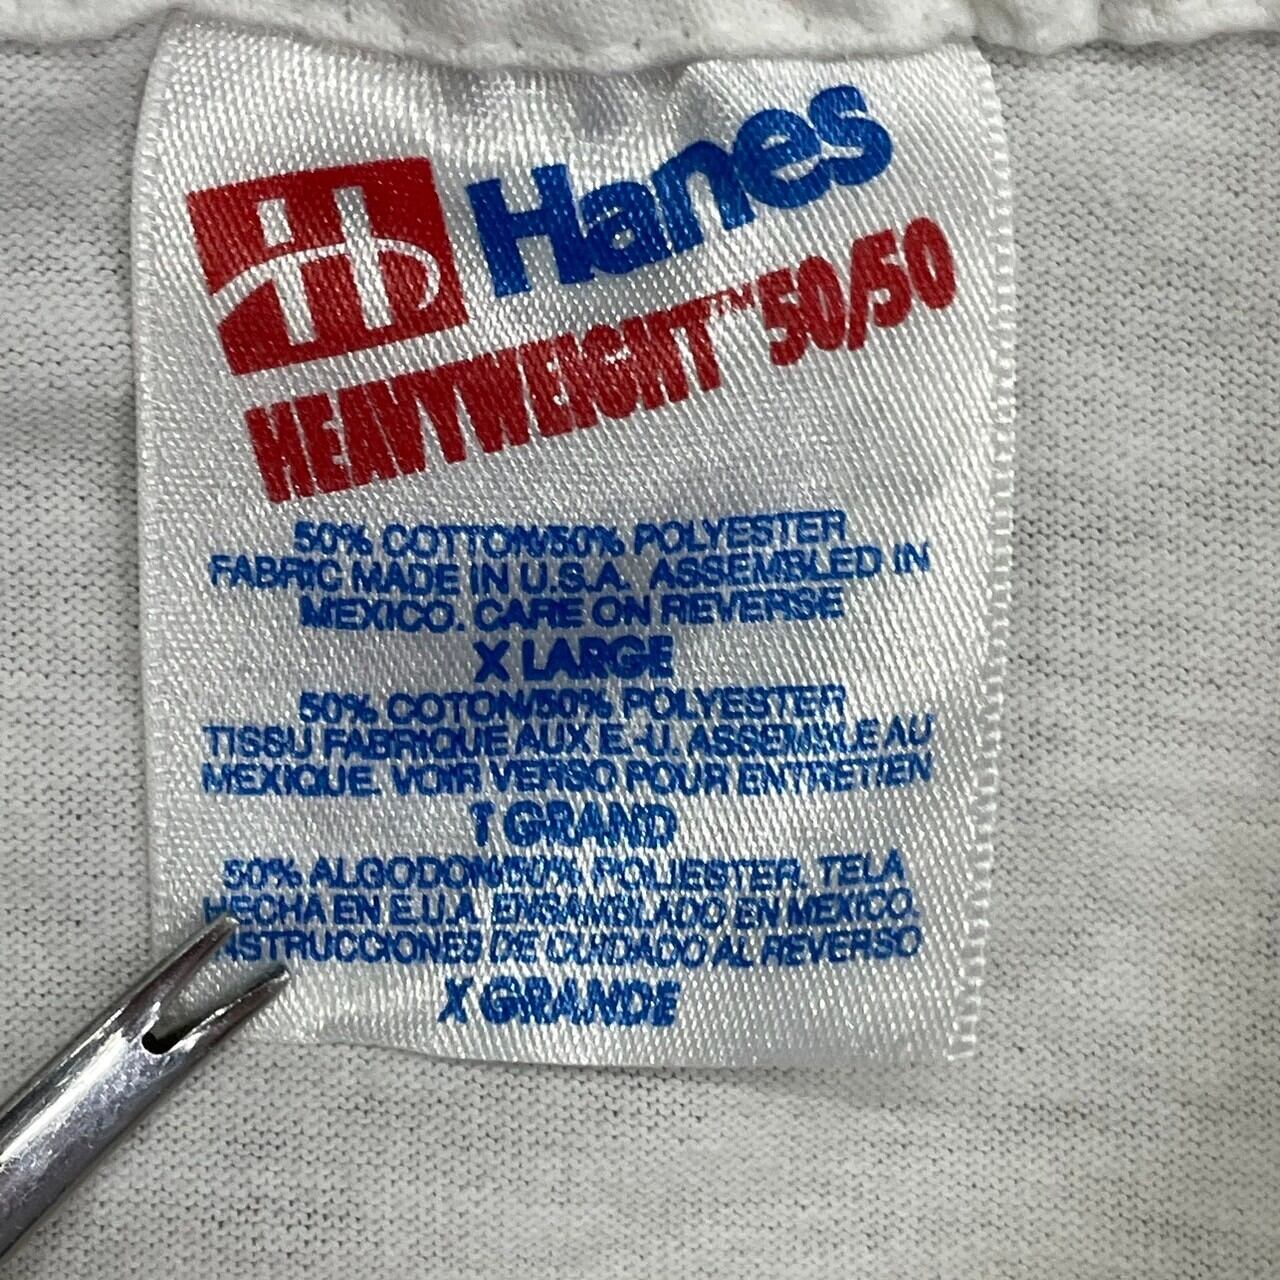 Hanes
HEAVYWEIGHT™ 50/50
50% COTTON/50% POLYESTER
FABRIC MADE IN U.S.A. ASSEMBLED IN
MEXICO. CARE ON REVERSE
X LARGE
50% COTON/50% POLYESTER
TISSU FABRIQUE AUX E.-U. ASSEMBLE AU
MEXIQUE. VOIR VERSO POUR ENTRETIEN
T GRAND
50% ALGODON/50% POLIESTER. TELA
HECHA EN E.U.A. ENSAMBLADO EN MEXICO.
INSTRUCCIONES DE CUIDADO AL REVERSO
X GRANDE